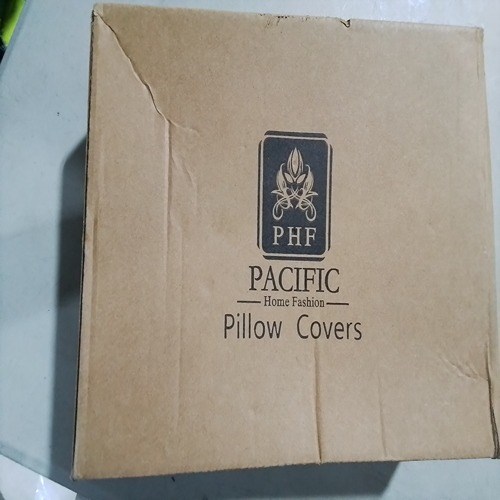 PHF
PACIFIC
Home Fashion
Pillow Covers